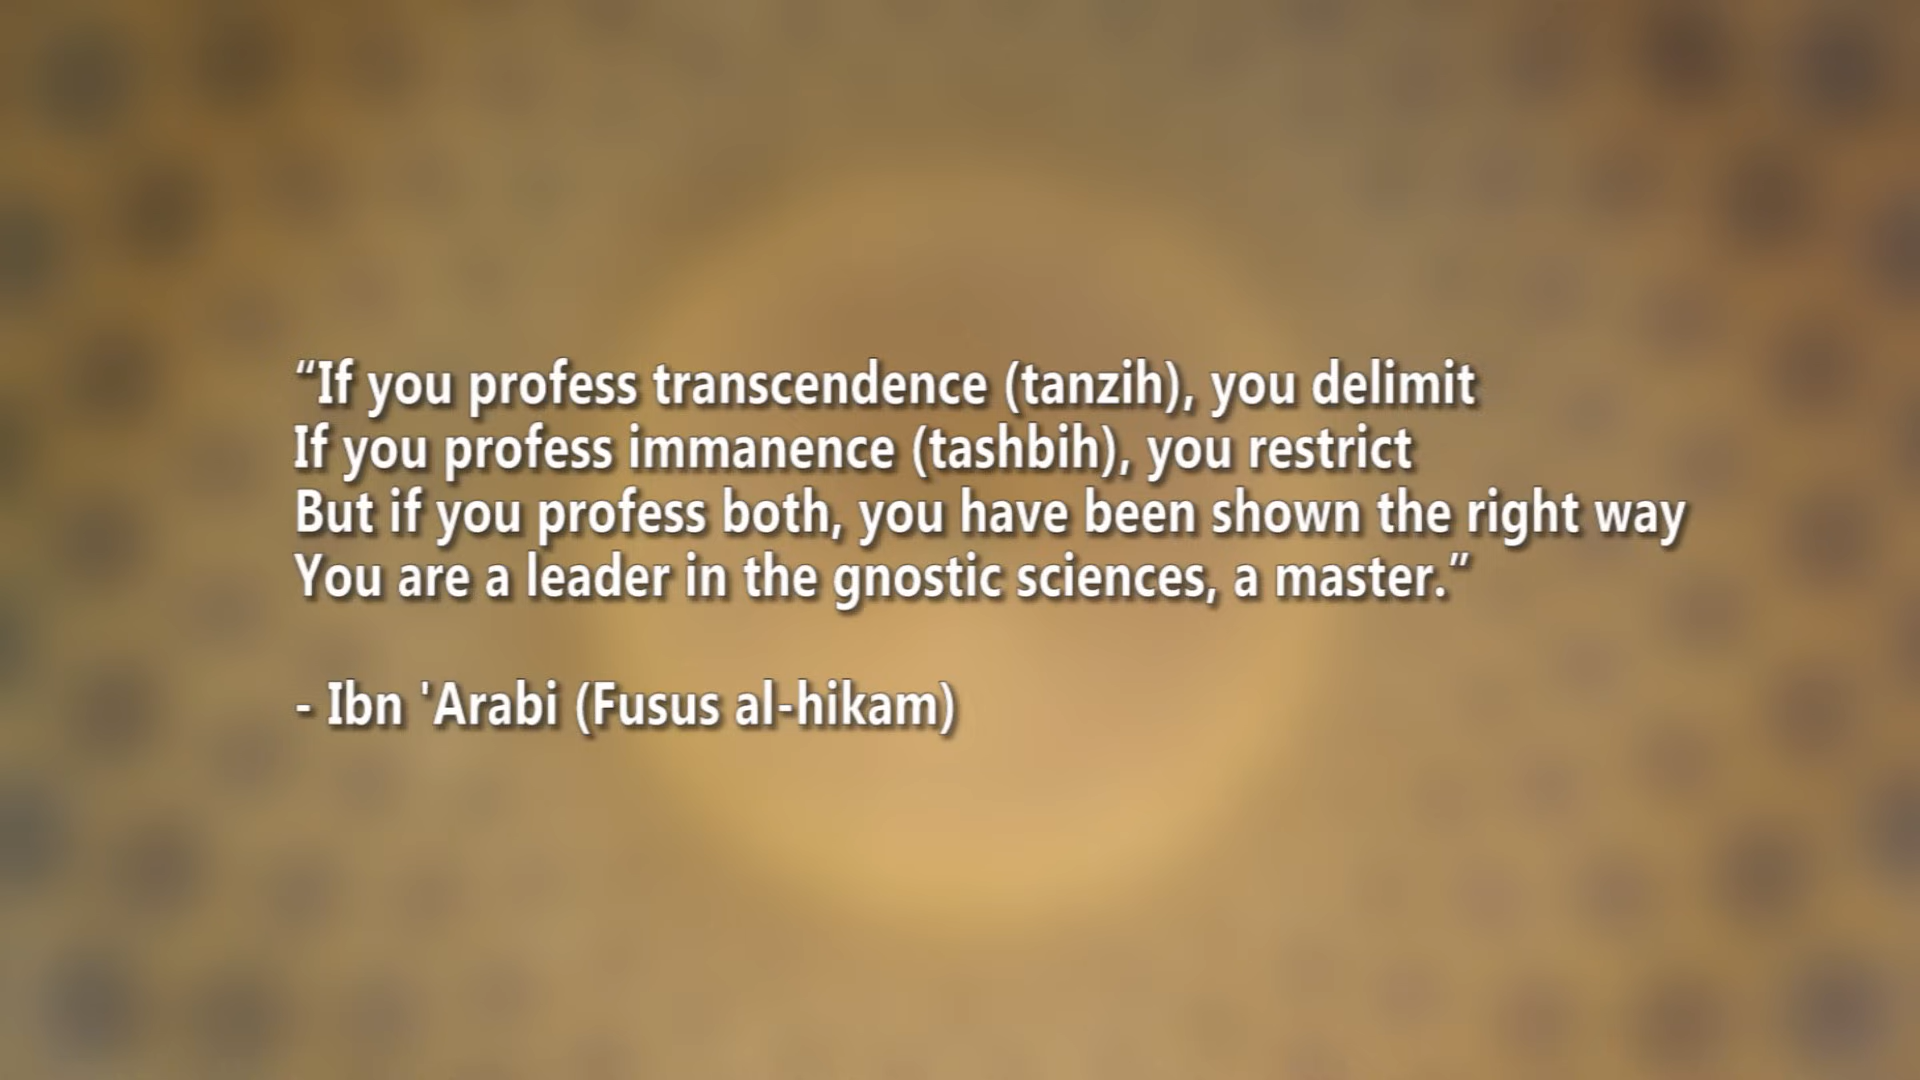 “If you profess transcendence (tanzih), you delimit
If you profess immanence (tashbih), you restrict
But if you profess both, you have been shown the right way
You are a leader in the gnostic sciences, a master.”
- Ibn 'Arabi (Fusus al-hikam)